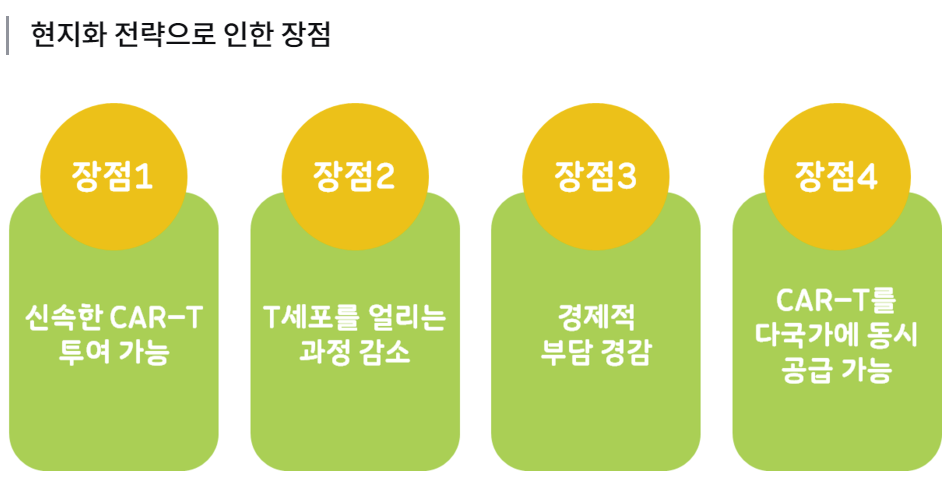 현지화 전략으로 인한 장점
장점1
신속한 CAR-T
투여 가능
장점2
T세포를 얼리는
과정 감소
장점3
경제적
부담 경감
장점4
CAR-T를
다국가에 동시
공급 가능